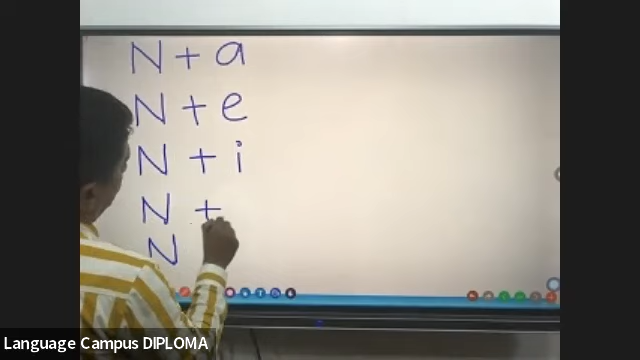 N + a
N + e
N + i
N +
N
Language Campus DIPLOMA